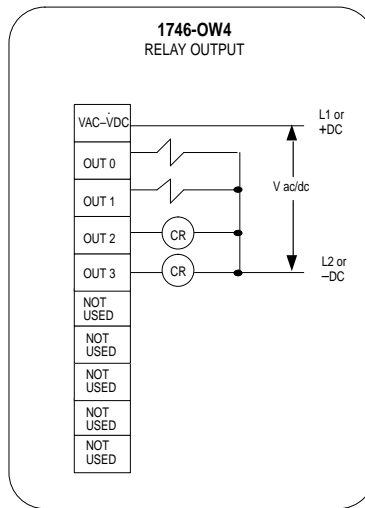 1746-OW4
RELAY OUTPUT
VAC–VDC
L1 or
+DC
OUT 0
OUT 1
V ac/dc
OUT 2
CR
OUT 3
CR
L2 or
–DC
NOT
USED
NOT
USED
NOT
USED
NOT
USED
NOT
USED